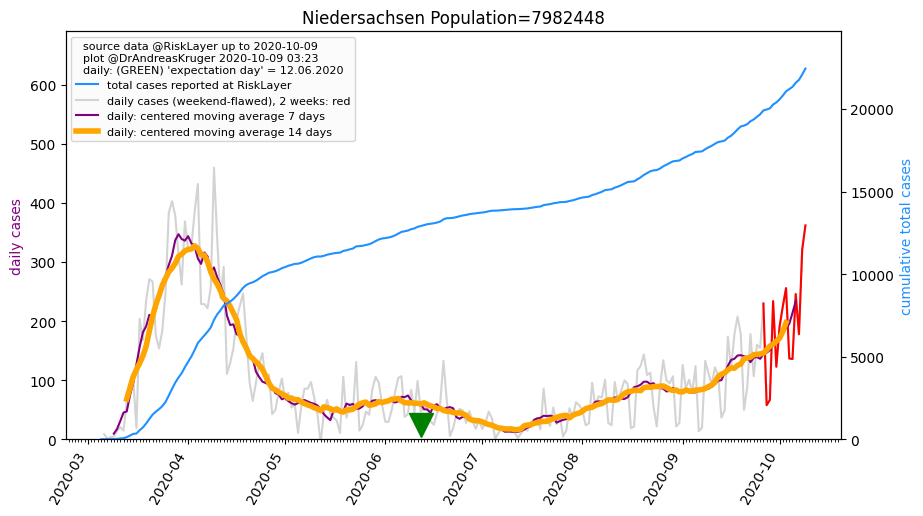 Niedersachsen Population=7982448
source data @RiskLayer up to 2020-10-09
plot @DrAndreasKruger 2020-10-09 03:23
daily: (GREEN) 'expectation day' = 12.06.2020
total cases reported at RiskLayer
daily cases (weekend-flawed), 2 weeks: red
daily: centered moving average 7 days
daily: centered moving average 14 days
daily cases
600
500
400
300
200
100
0
cumulative total cases
20000
15000
10000
5000
0
2020-03
2020-04
2020-05
2020-06
2020-07
2020-08
2020-09
2020-10